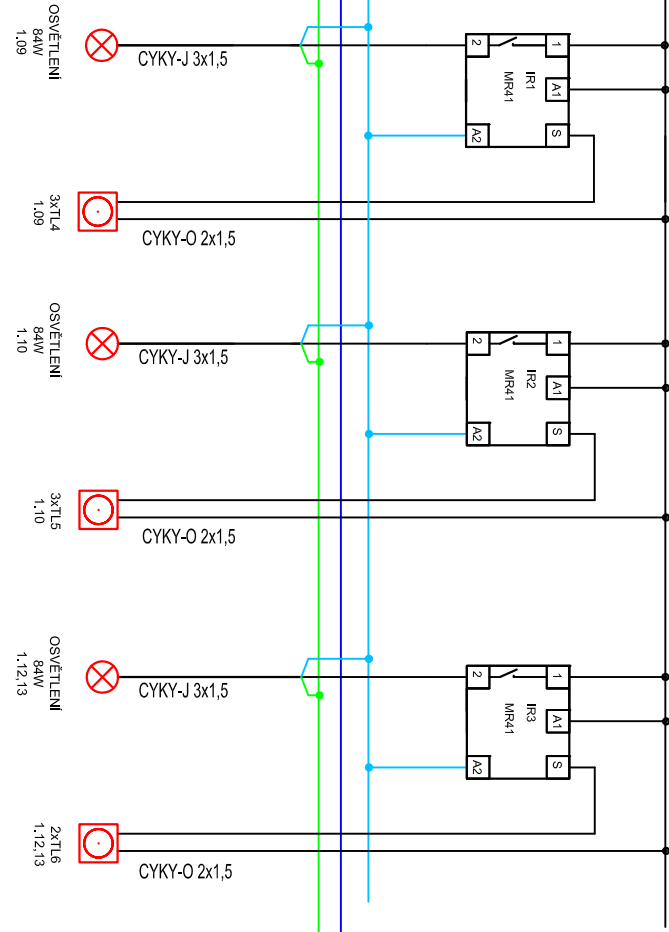 OSVĚTLENÍ
84W
1.09
CYKY-J 3x1,5
2
1
IR1
MR41
A1
A2
S
3xTL4
1.09
CYKY-O 2x1,5
OSVĚTLENÍ
84W
1.10
CYKY-J 3x1,5
2
1
IR2
MR41
A1
A2
S
3xTL5
1.10
CYKY-O 2x1,5
OSVĚTLENÍ
84W
1.12,13
CYKY-J 3x1,5
2
1
IR3
MR41
A1
A2
S
2xTL6
1.12,13
CYKY-O 2x1,5